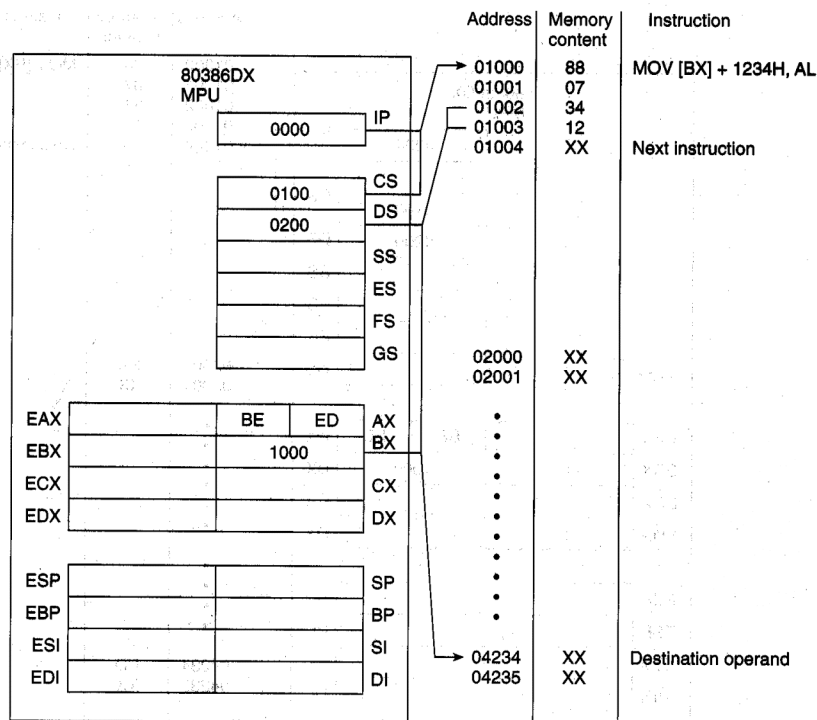 Address Memory content Instruction
80386DX
MPU
0000 IP
0100 CS
0200 DS
SS
ES
FS
GS
EAX BE ED AX
EBX 1000 BX
ECX CX
EDX DX
ESP SP
EBP BP
ESI SI
EDI DI
01000 88 MOV [BX] + 1234H, AL
01001 07
01002 34
01003 12
01004 XX Next instruction
02000 XX
02001 XX
04234 XX Destination operand
04235 XX